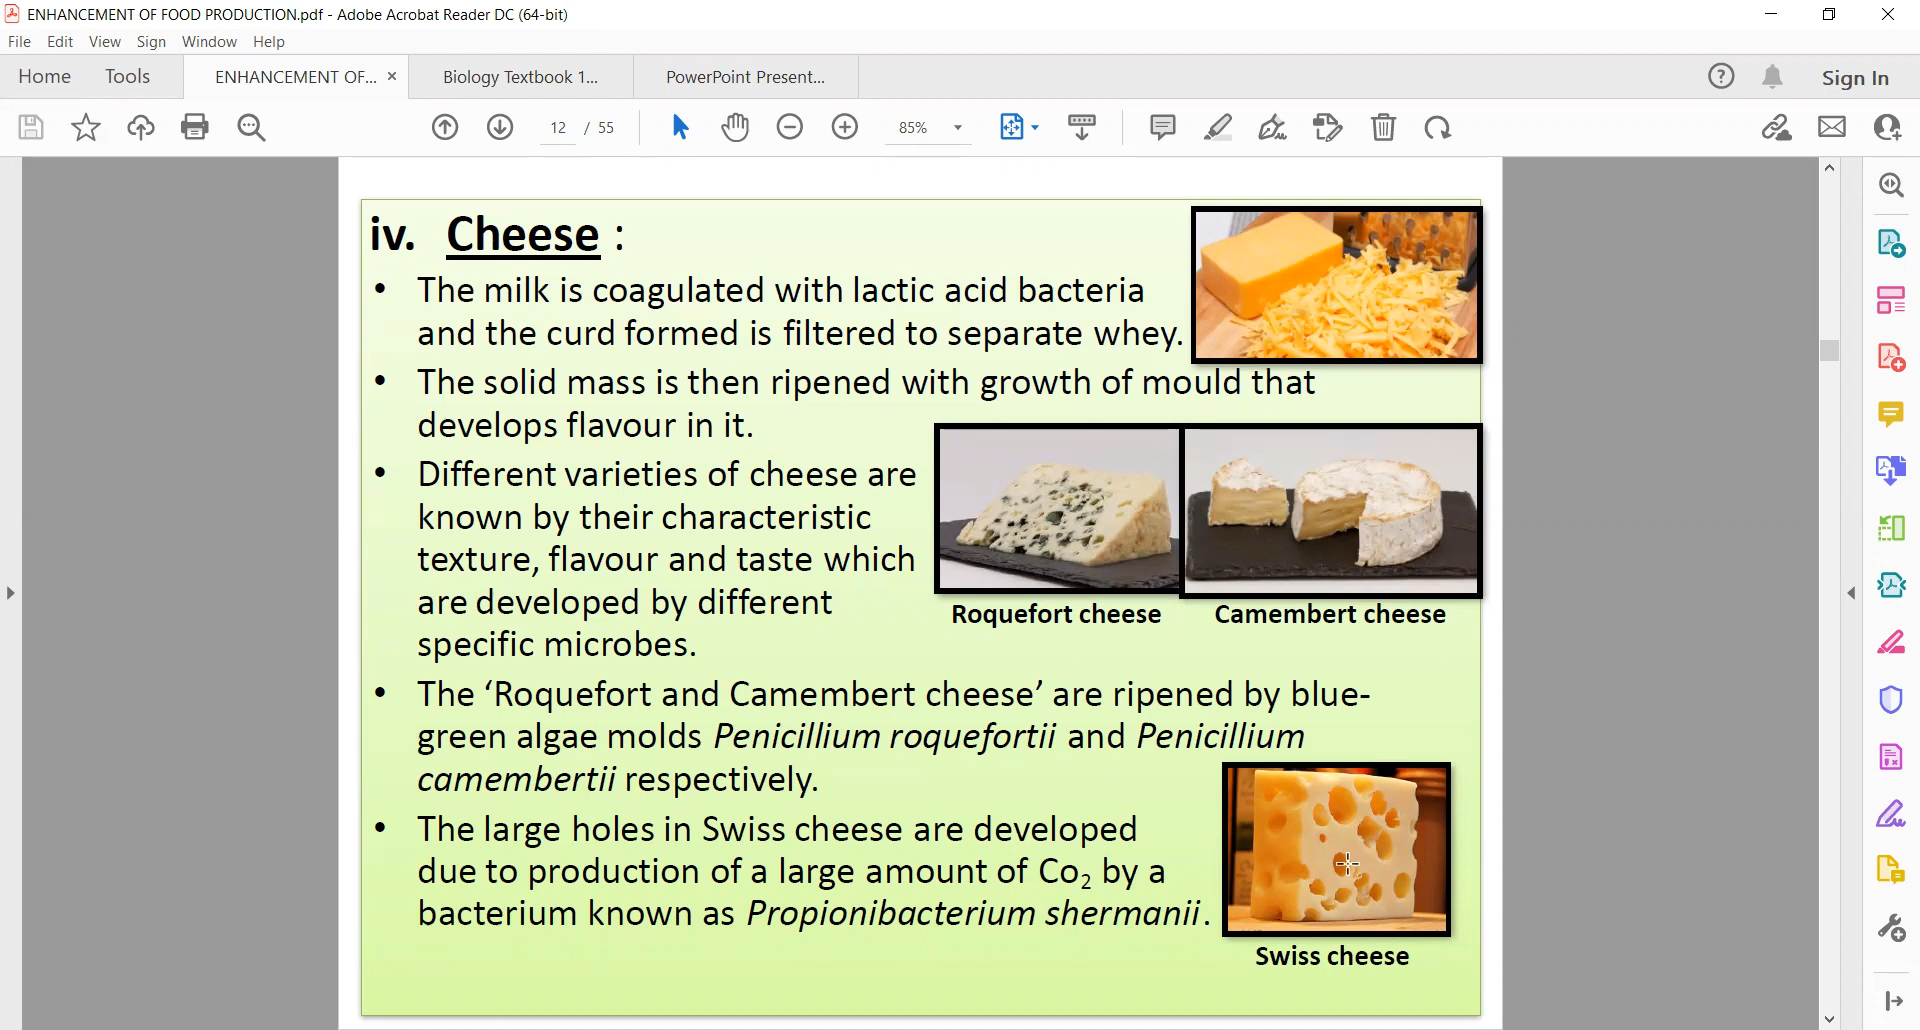 ENHANCEMENT OF FOOD PRODUCTION.pdf - Adobe Acrobat Reader DC (64-bit)
File Edit View Sign Window Help
Home Tools ENHANCEMENT OF... × Biology Textbook 1... PowerPoint Present... Sign In
12 / 55 85%
iv. Cheese :
• The milk is coagulated with lactic acid bacteria
and the curd formed is filtered to separate whey.
• The solid mass is then ripened with growth of mould that
develops flavour in it.
• Different varieties of cheese are
known by their characteristic
texture, flavour and taste which
are developed by different
specific microbes.
Roquefort cheese
Camembert cheese
• The ‘Roquefort and Camembert cheese’ are ripened by blue-
green algae molds Penicillium roquefortii and Penicillium
camembertii respectively.
• The large holes in Swiss cheese are developed
due to production of a large amount of Co₂ by a
bacterium known as Propionibacterium shermanii.
Swiss cheese